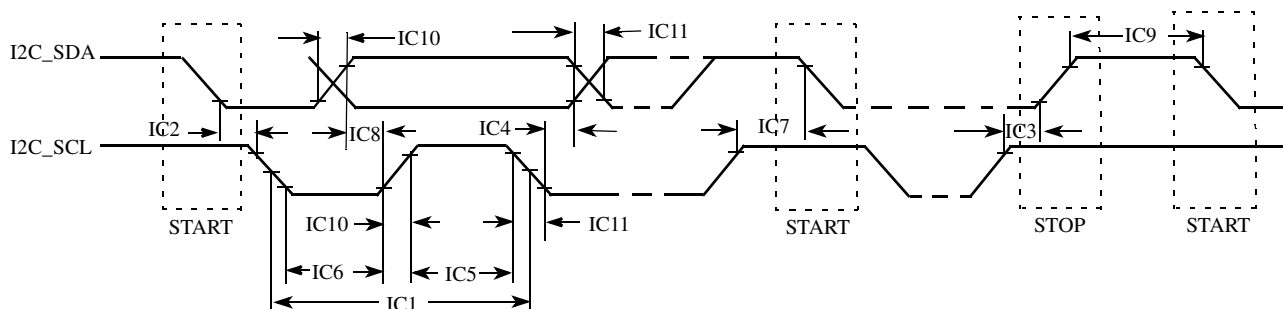 IC10 IC11
I2C_SDA IC9
IC2 IC8 IC4 IC7 IC3
I2C_SCL
START IC10 IC11 START STOP START
IC6 IC5
IC1